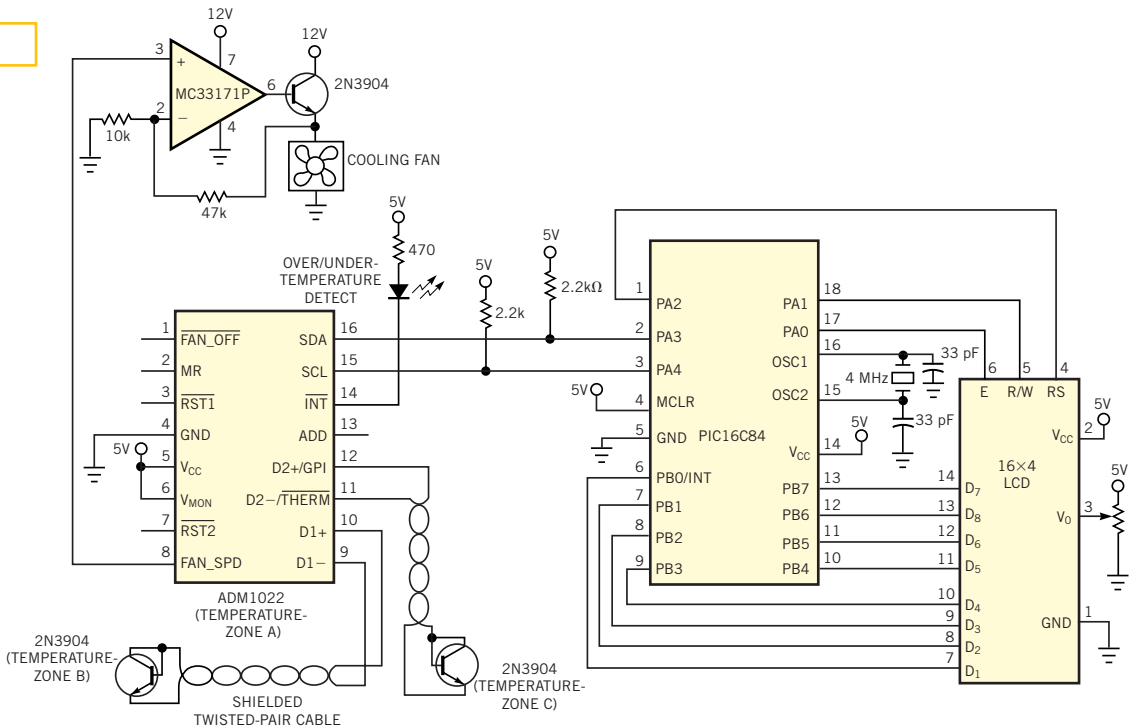 12V
12V
3
+
7
MC33171P
6
2N3904
2
−
4
10k
COOLING FAN
47k
5V
470
OVER/UNDER-
TEMPERATURE
DETECT
5V
2.2k
5V
2.2kΩ
1
FAN_OFF
SDA
16
2
MR
SCL
15
3
RST1
INT
14
4
GND
ADD
13
5V
5
VCC
D2+/GPI
12
6
VMON
D2−/THERM
11
7
RST2
D1+
10
8
FAN_SPD
D1−
9
ADM1022
(TEMPERATURE-
ZONE A)
2N3904
(TEMPERATURE-
ZONE B)
SHIELDED
TWISTED-PAIR CABLE
2N3904
(TEMPERATURE-
ZONE C)
1
PA2
PA1
18
2
PA3
PA0
17
3
PA4
OSC1
16
5V
4
MCLR
OSC2
15
5
GND
PIC16C84
VCC
14
5V
6
PB0/INT
PB7
13
7
PB1
PB6
12
8
PB2
PB5
11
9
PB3
PB4
10
4 MHz
33 pF
33 pF
6
5
4
E
R/W
RS
VCC
2
5V
16×4
LCD
14
D7
13
D8
12
D6
11
D5
V0
3
5V
10
D4
9
D3
8
D2
7
D1
GND
1